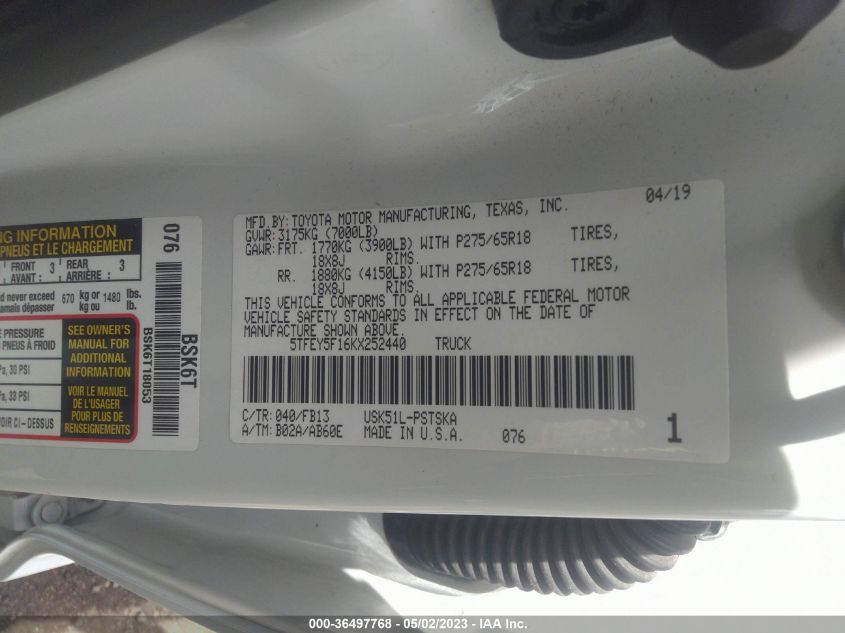 NG INFORMATION
PNEUS ET LE CHARGEMENT
FRONT 3 REAR 3
AVANT : ARRIÈRE :
d never exceed 670 kg or 1480 lbs.
jamais dépasser kg ou lb.
E PRESSURE
PNEUS À FROID
Pa, 30 PSI
Pa, 33 PSI
VOIR CI-DESSUS
SEE OWNER'S
MANUAL FOR
ADDITIONAL
INFORMATION
VOIR LE MANUEL
DE L'USAGER
POUR PLUS DE
RENSEIGNEMENTS
076
BSK6T18053
BSK6T
04/19
MFD.BY:TOYOTA MOTOR MANUFACTURING, TEXAS, INC.
GVWR:3175KG (7000LB)
GAWR:FRT. 1770KG (3900LB) WITH P275/65R18 TIRES,
18X8J RIMS.
RR. 1880KG (4150LB) WITH P275/65R18 TIRES,
18X8J RIMS.
THIS VEHICLE CONFORMS TO ALL APPLICABLE FEDERAL MOTOR
VEHICLE SAFETY STANDARDS IN EFFECT ON THE DATE OF
MANUFACTURE SHOWN ABOVE.
5TFEY5F16KX252440 TRUCK
C/TR:040/FB13 USK51L-PSTSKA
A/TM:B02A/AB60E MADE IN U.S.A. 076 1
000-36497768 - 05/02/2023 - IAA Inc.